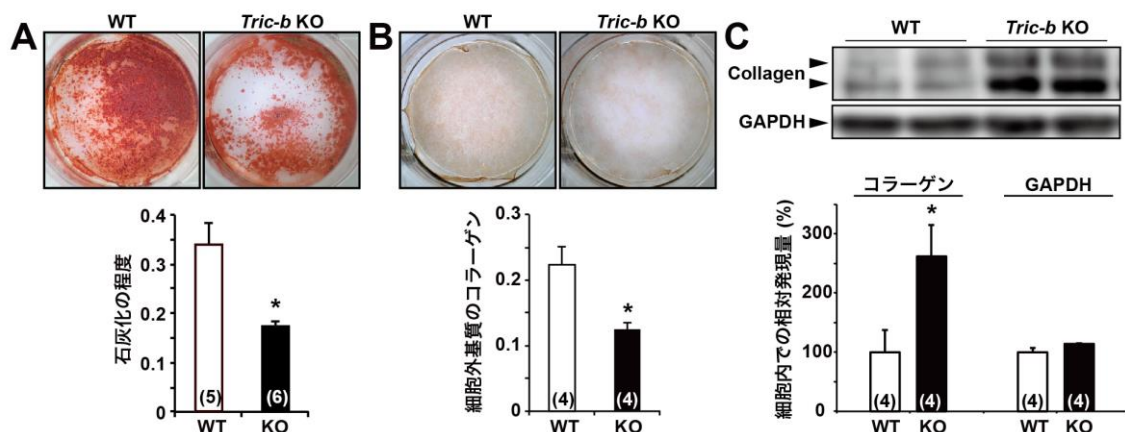 A
WT
Tric-b KO
石灰化の程度
0.4
0.3
0.2
0.1
0
*
(5)
(6)
WT
KO
B
WT
Tric-b KO
細胞外基質のコラーゲン
0.3
0.2
0.1
0
*
(4)
(4)
WT
KO
C
WT
Tric-b KO
Collagen
GAPDH
コラーゲン
GAPDH
細胞内での相対発現量 (%)
300
200
100
0
*
(4)
(4)
(4)
(4)
WT
KO
WT
KO